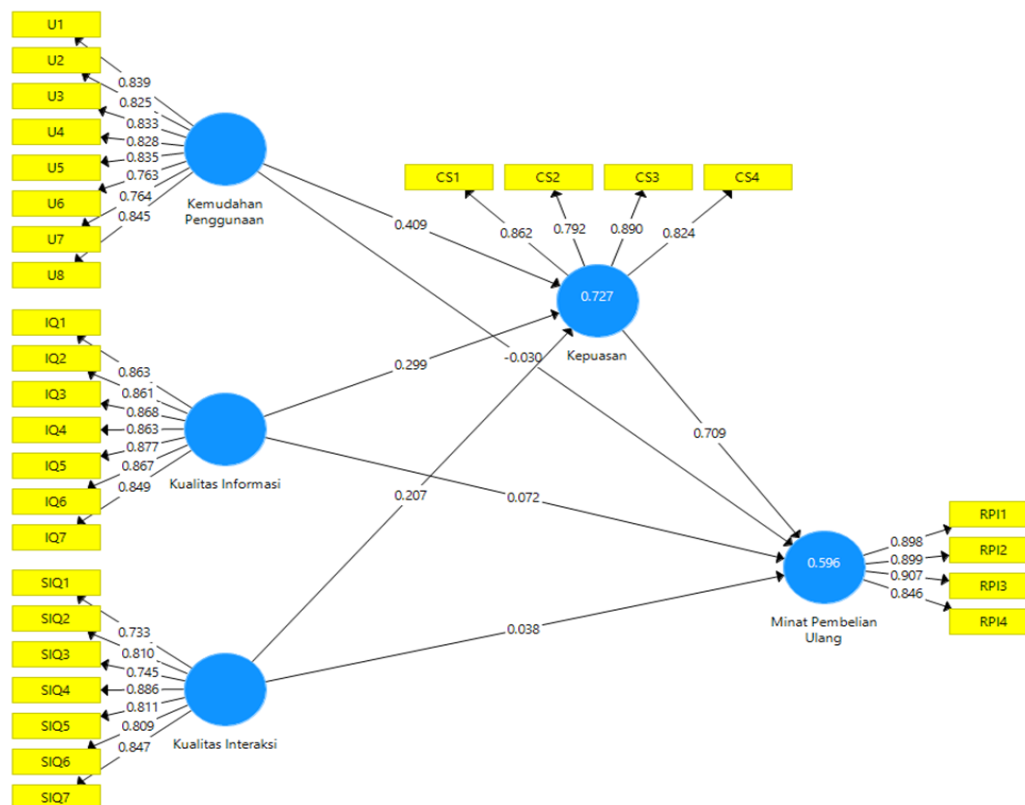 U1
U2
U3
U4
U5
U6
U7
U8
0.839
0.825
0.833
0.828
0.835
0.763
0.764
0.845
Kemudahan
Penggunaan
IQ1
IQ2
IQ3
IQ4
IQ5
IQ6
IQ7
0.863
0.861
0.868
0.863
0.877
0.867
0.849
Kualitas Informasi
SIQ1
SIQ2
SIQ3
SIQ4
SIQ5
SIQ6
SIQ7
0.733
0.810
0.745
0.886
0.811
0.809
0.847
Kualitas Interaksi
0.409
-0.030
0.299
0.072
0.207
0.038
CS1
CS2
CS3
CS4
0.862
0.792
0.890
0.824
0.727
Kepuasan
0.709
0.596
Minat Pembelian
Ulang
0.898
0.899
0.907
0.846
RPI1
RPI2
RPI3
RPI4